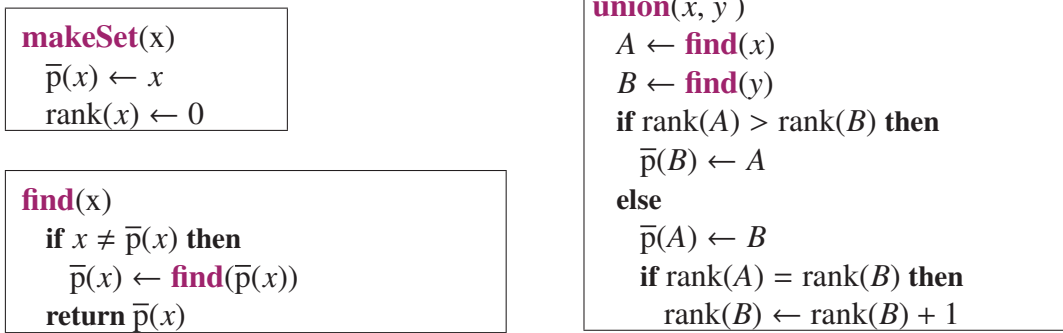 makeSet(x)
p̅(x) ← x
rank(x) ← 0
find(x)
if x ≠ p̅(x) then
p̅(x) ← find(p̅(x))
return p̅(x)
union(x, y )
A ← find(x)
B ← find(y)
if rank(A) > rank(B) then
p̅(B) ← A
else
p̅(A) ← B
if rank(A) = rank(B) then
rank(B) ← rank(B) + 1